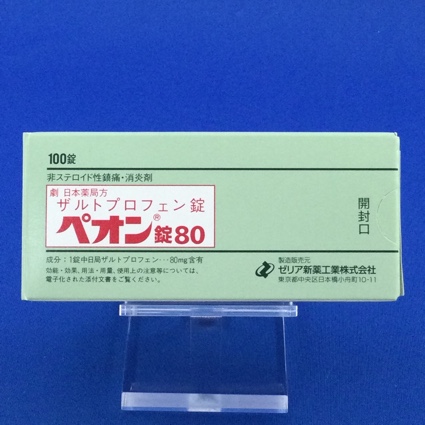 100錠
非ステロイド性鎮痛・消炎剤
劇 日本薬局方
ザルトプロフェン錠
ペオン®錠80
成分：1錠中日局ザルトプロフェン…80mg含有
効能・効果、用法・用量、使用上の注意等については、
電子化された添付文書をご覧ください。
開封口
製造販売元
ゼリア新薬工業株式会社
東京都中央区日本橋小舟町10-11